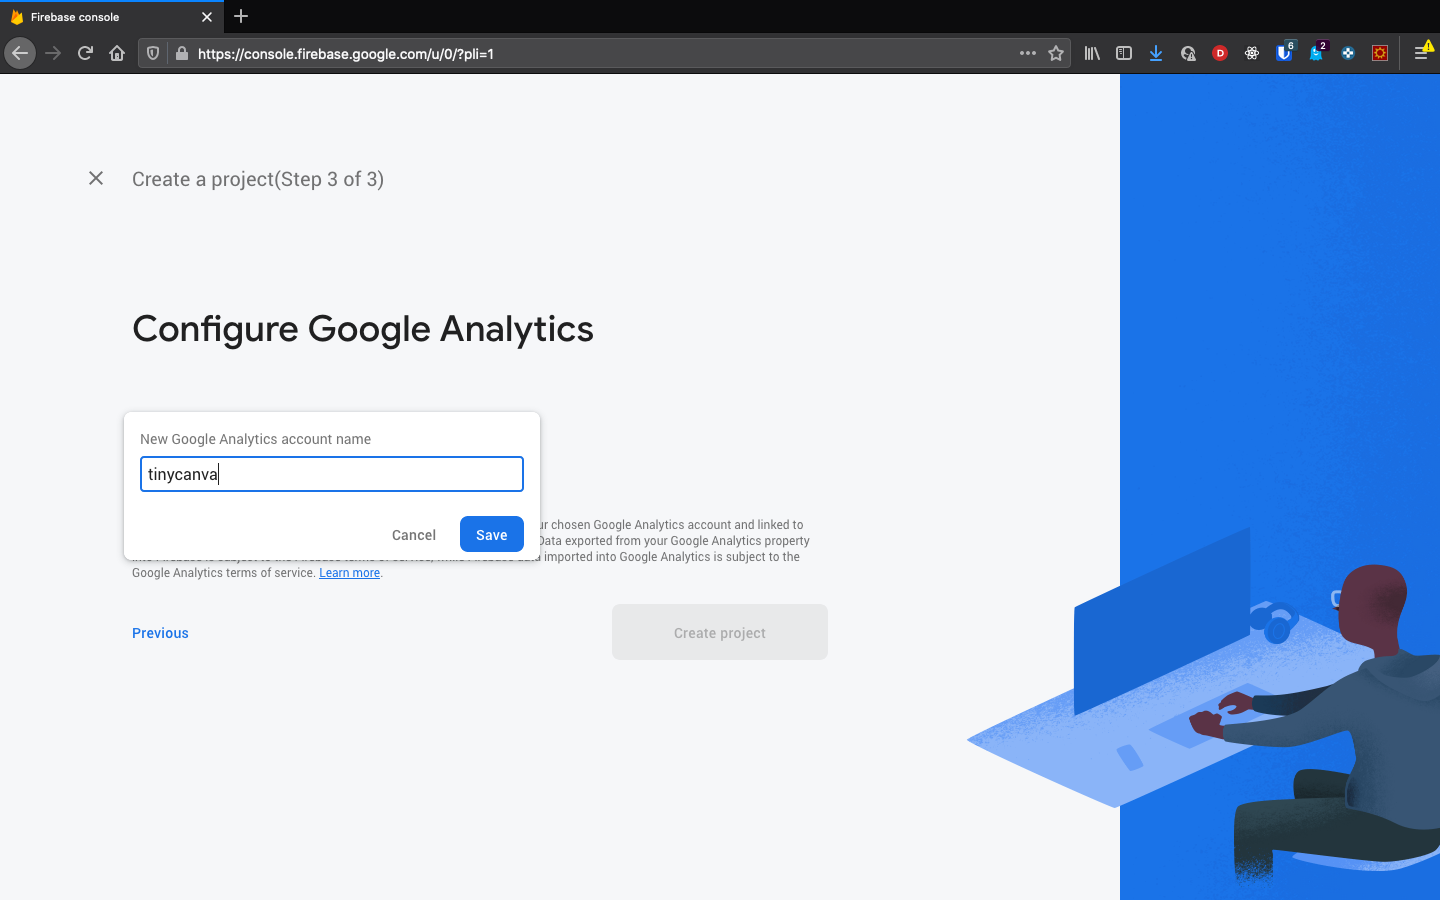 Firebase console
https://console.firebase.google.com/u/0/?pli=1
D
6
2
Create a project(Step 3 of 3)
Configure Google Analytics
New Google Analytics account name
tinycanva
Cancel
Save
ur chosen Google Analytics account and linked to
Data exported from your Google Analytics property
imported into Google Analytics is subject to the
Google Analytics terms of service. Learn more.
Previous
Create project